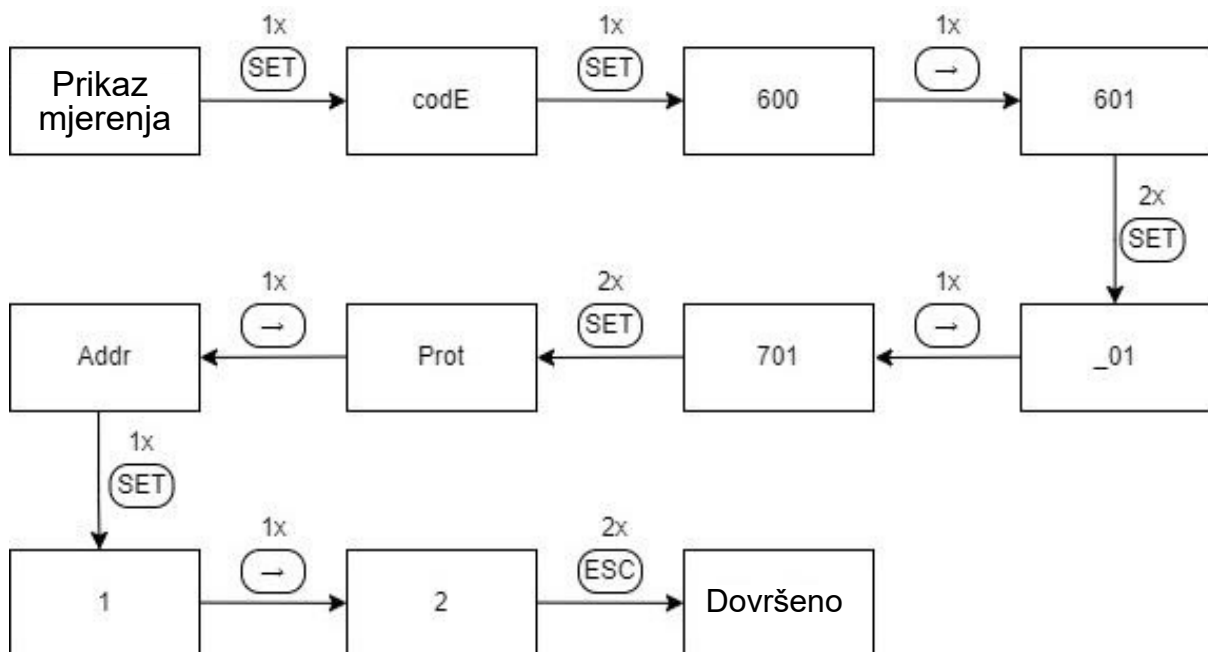 1x
SET
1x
SET
1x
→
Prikaz
mjerenja
codE
600
601
2x
SET
1x
→
2x
SET
1x
→
Addr
Prot
701
_01
1x
SET
1x
→
2x
ESC
1
2
Dovršeno